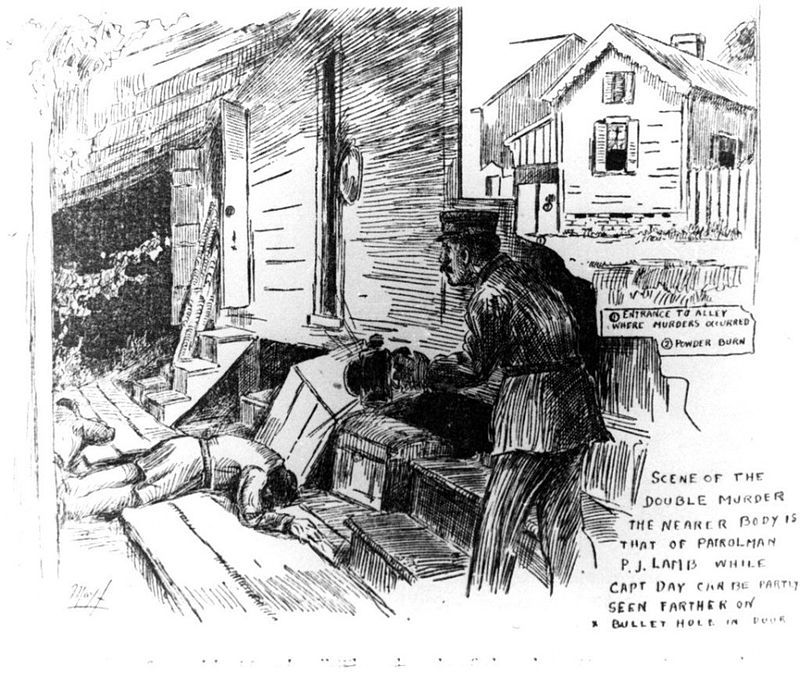 ① ENTRANCE TO ALLEY
WHERE MURDERS OCCURRED
② POWDER BURN
SCENE OF THE
DOUBLE MURDER
THE NEARER BODY IS
THAT OF PATROLMAN
P.J. LAMB WHILE
CAPT DAY CAN BE PARTLY
SEEN FARTHER ON
x BULLET HOLE IN DOOR